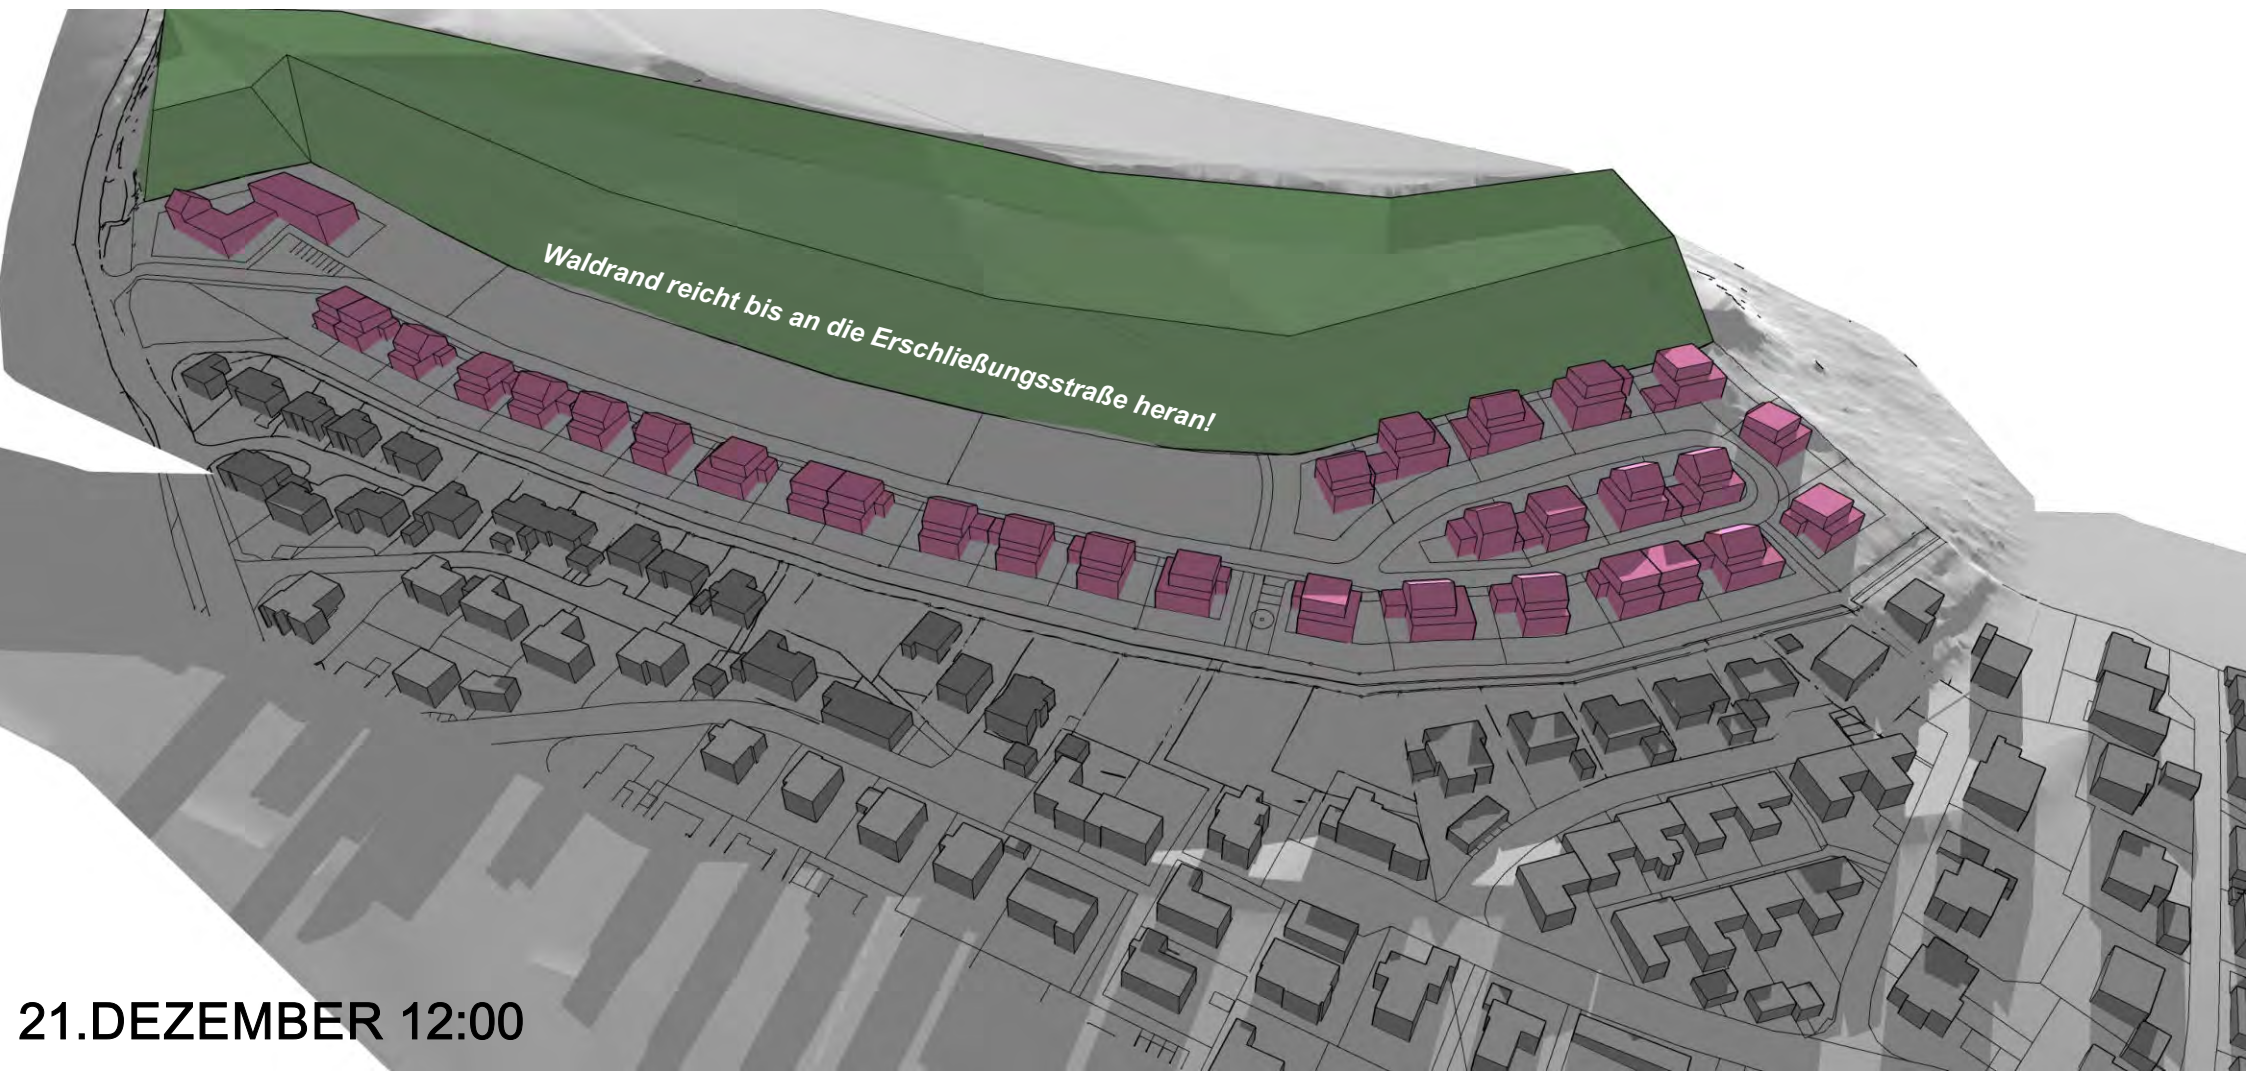 Waldrand reicht bis an die Erschließungsstraße heran!
21.DEZEMBER 12:00